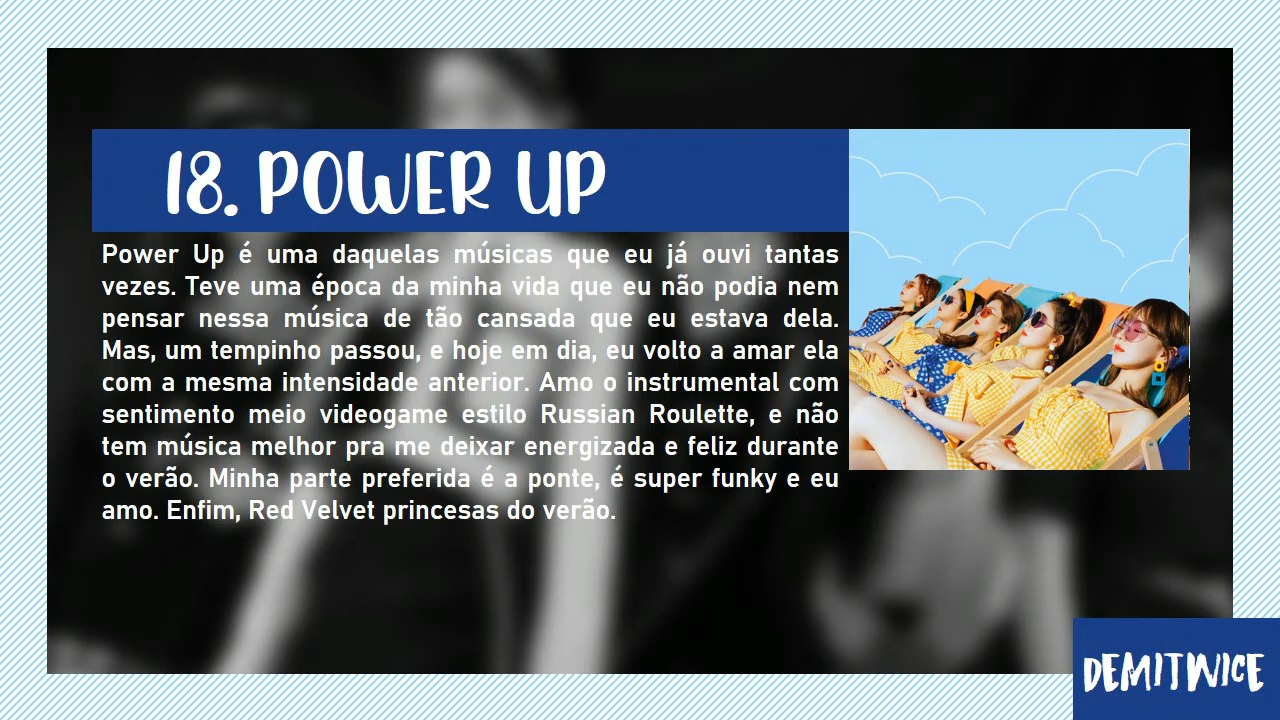 18. POWER UP
Power Up é uma daquelas músicas que eu já ouvi tantas
vezes. Teve uma época da minha vida que eu não podia nem
pensar nessa música de tão cansada que eu estava dela.
Mas, um tempinho passou, e hoje em dia, eu volto a amar ela
com a mesma intensidade anterior. Amo o instrumental com
sentimento meio videogame estilo Russian Roulette, e não
tem música melhor pra me deixar energizada e feliz durante
o verão. Minha parte preferida é a ponte, é super funky e eu
amo. Enfim, Red Velvet princesas do verão.
DEMITWICE